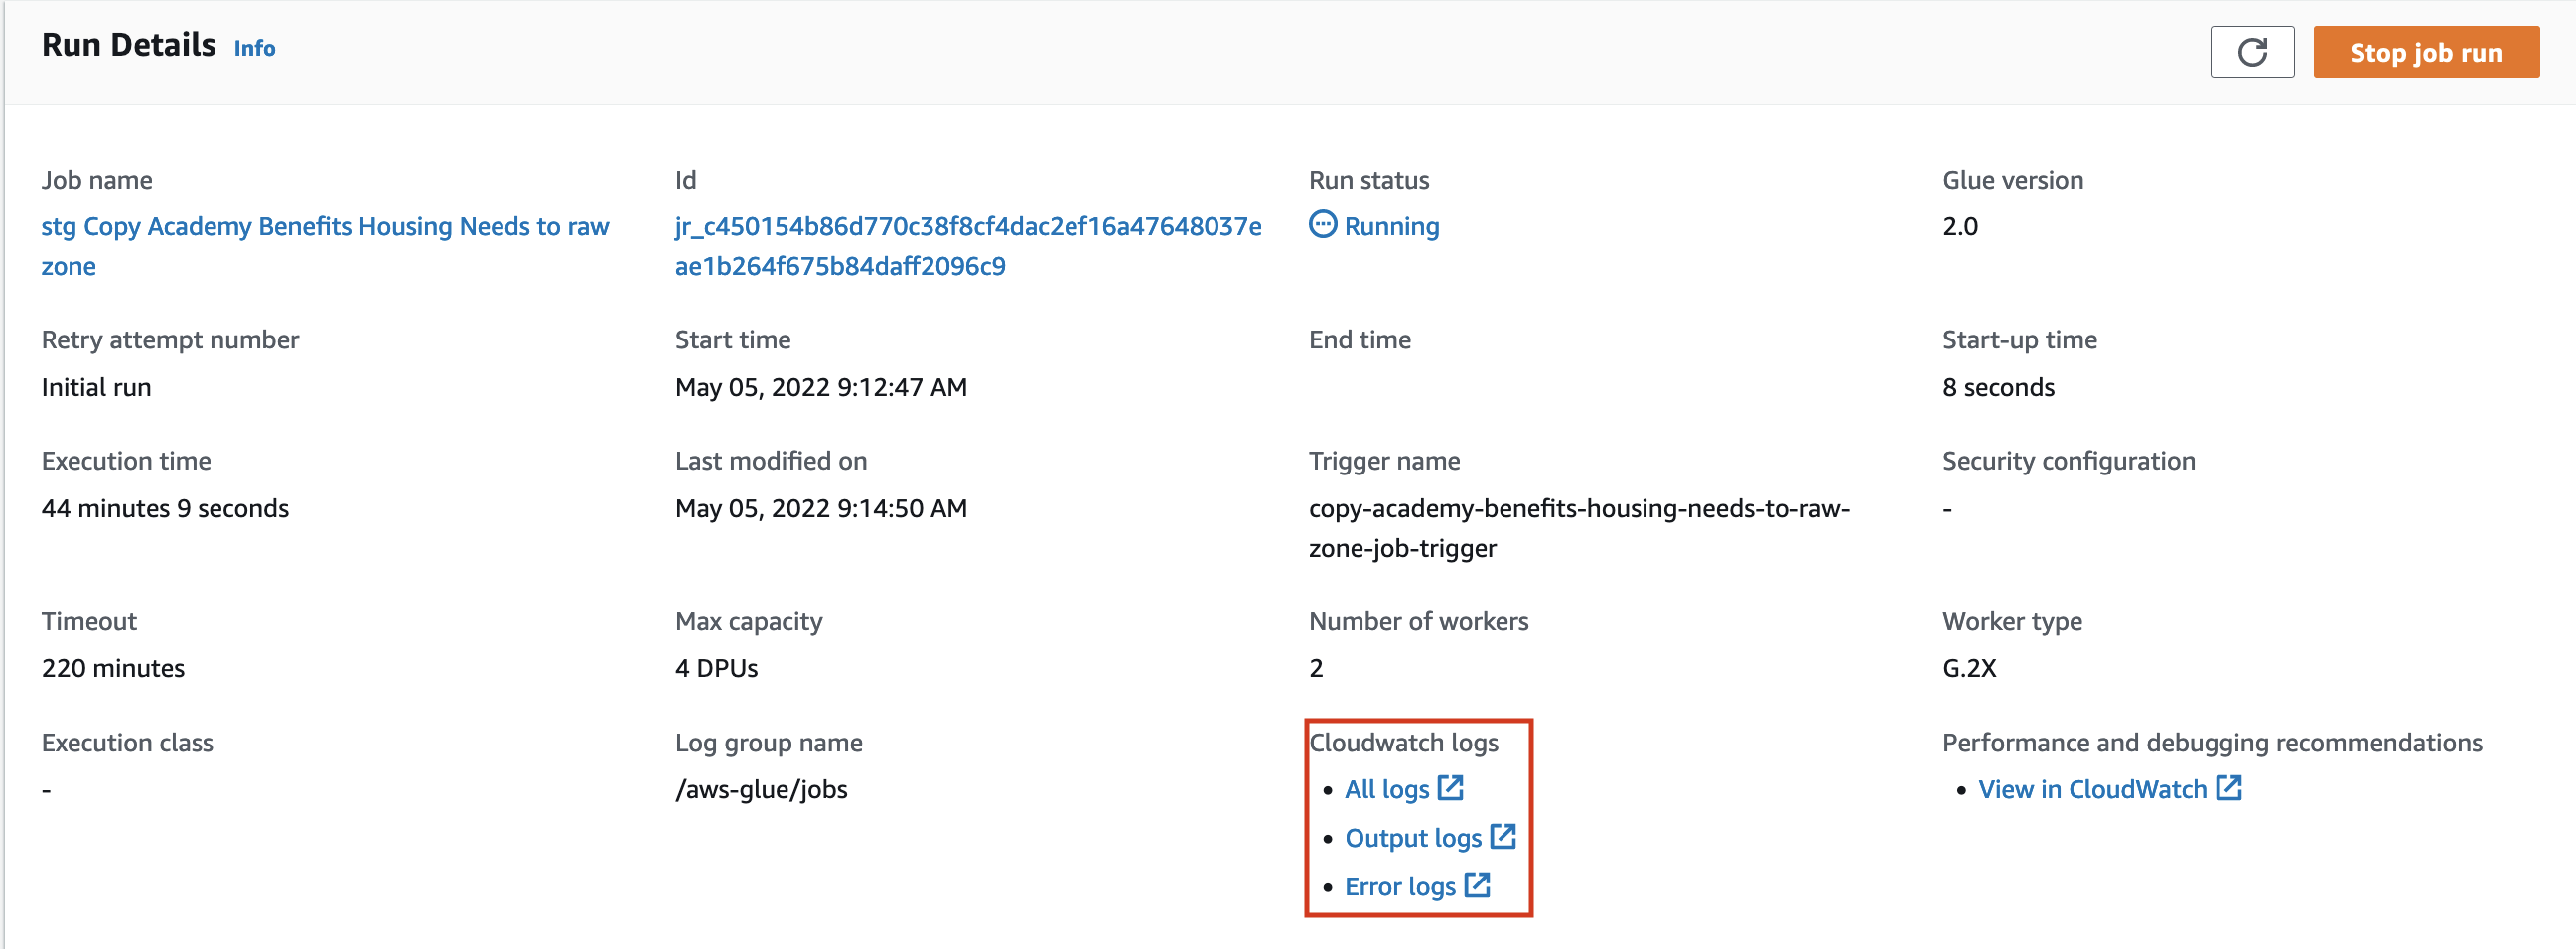 Run Details Info
Stop job run
Job name
stg Copy Academy Benefits Housing Needs to raw
zone
Id
jr_c450154b86d770c38f8cf4dac2ef16a47648037e
ae1b264f675b84daff2096c9
Run status
Running
Glue version
2.0
Retry attempt number
Initial run
Start time
May 05, 2022 9:12:47 AM
End time
Start-up time
8 seconds
Execution time
44 minutes 9 seconds
Last modified on
May 05, 2022 9:14:50 AM
Trigger name
copy-academy-benefits-housing-needs-to-raw-
zone-job-trigger
Security configuration
-
Timeout
220 minutes
Max capacity
4 DPUs
Number of workers
2
Worker type
G.2X
Execution class
-
Log group name
/aws-glue/jobs
Cloudwatch logs
• All logs
• Output logs
• Error logs
Performance and debugging recommendations
• View in CloudWatch